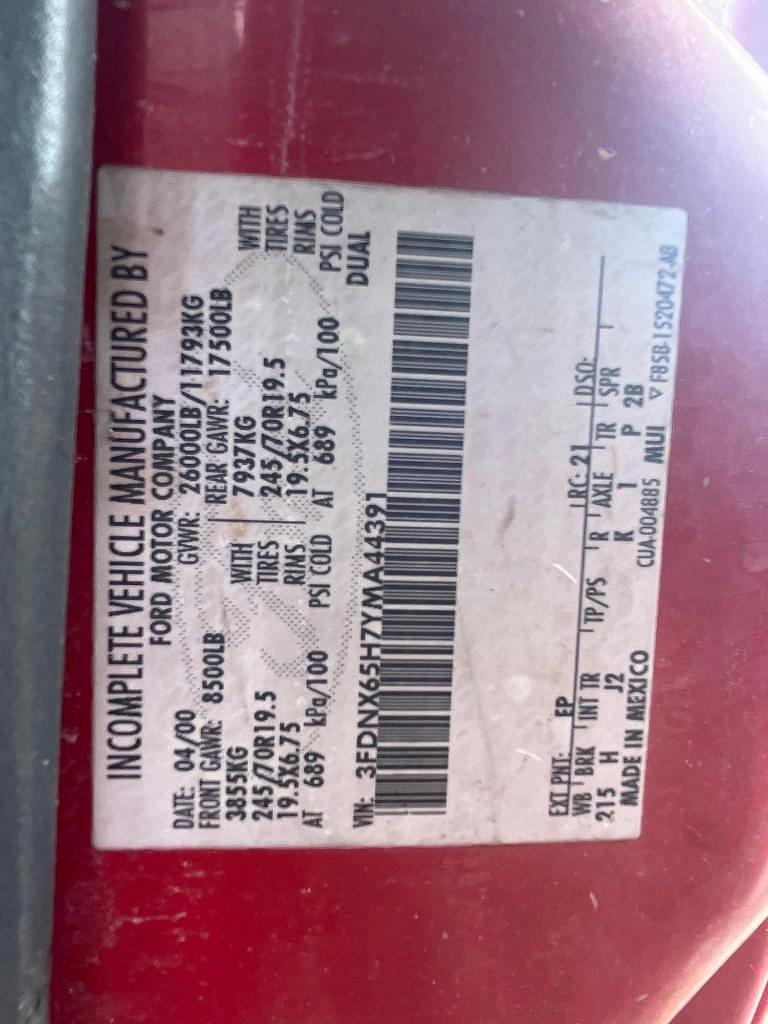 INCOMPLETE VEHICLE MANUFACTURED BY
FORD MOTOR COMPANY
DATE: 04/00 GVWR: 26000LB/11793KG
FRONT GAWR: 8500LB REAR GAWR: 17500LB
3855KG WITH 7937KG WITH
245/70R19.5 TIRES 245/70R19.5 TIRES
19.5X6.75 RIMS 19.5X6.75 RIMS
AT 689 kPa/100 PSI COLD AT 689 kPa/100 PSI COLD
DUAL
VIN: 3FDNX65H7YMA44391
EXT PNT: EP RC: 21 DSO:
WB BRK INT TR TP/PS R AXLE TR SPR
215 H J2 K 1 P 2B
MADE IN MEXICO CUA-004885 MUI ▽ F85B-1520472-AB